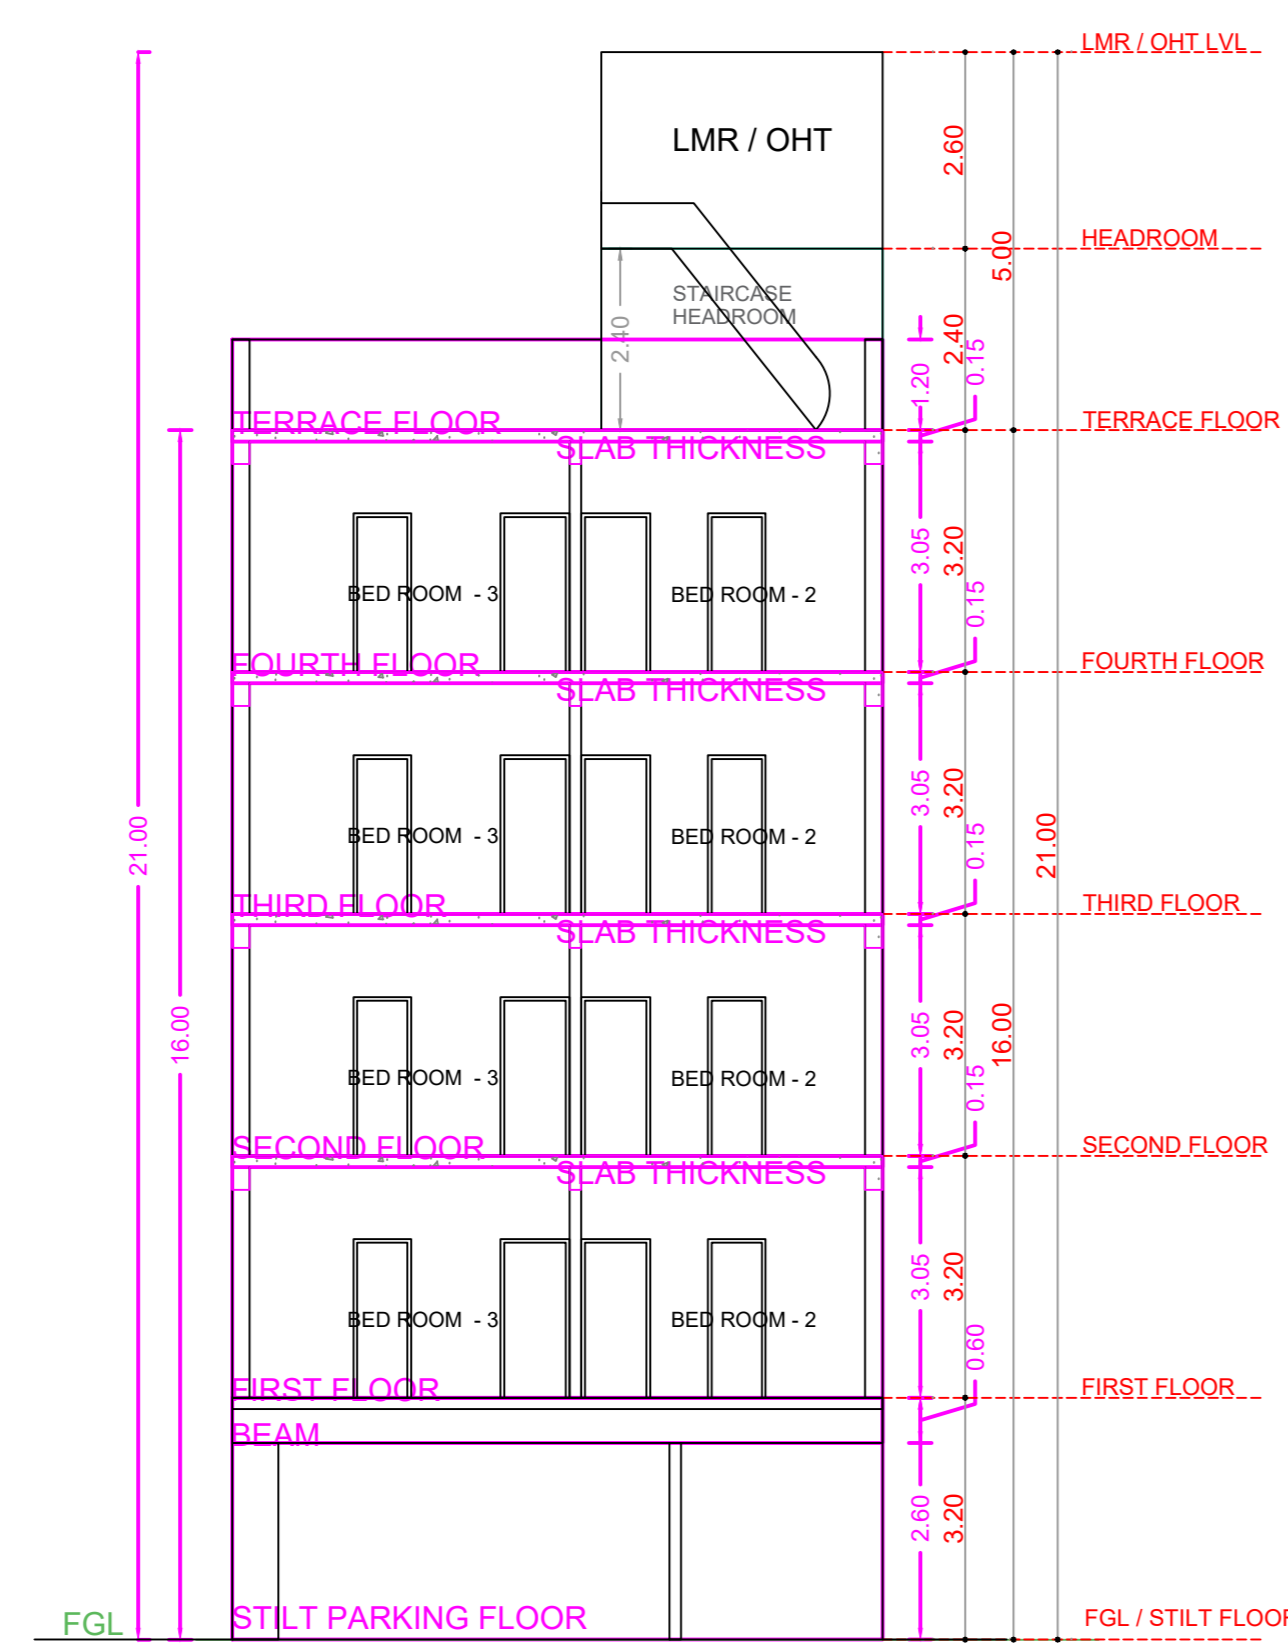 LMR / OHT LVL
LMR / OHT
2.60
HEADROOM
5.00
STAIRCASE
HEADROOM
2.40
2.40
0.15
1.20
TERRACE FLOOR
TERRACE FLOOR
SLAB THICKNESS
3.05
3.20
BED ROOM - 3
BED ROOM - 2
0.15
FOURTH FLOOR
FOURTH FLOOR
SLAB THICKNESS
3.05
3.20
21.00
BED ROOM - 3
BED ROOM - 2
0.15
21.00
THIRD FLOOR
THIRD FLOOR
SLAB THICKNESS
16.00
3.05
3.20
16.00
BED ROOM - 3
BED ROOM - 2
0.15
SECOND FLOOR
SECOND FLOOR
SLAB THICKNESS
3.05
3.20
BED ROOM - 3
BED ROOM - 2
0.60
FIRST FLOOR
FIRST FLOOR
BEAM
2.60
3.20
FGL
STILT PARKING FLOOR
FGL / STILT FLOOR